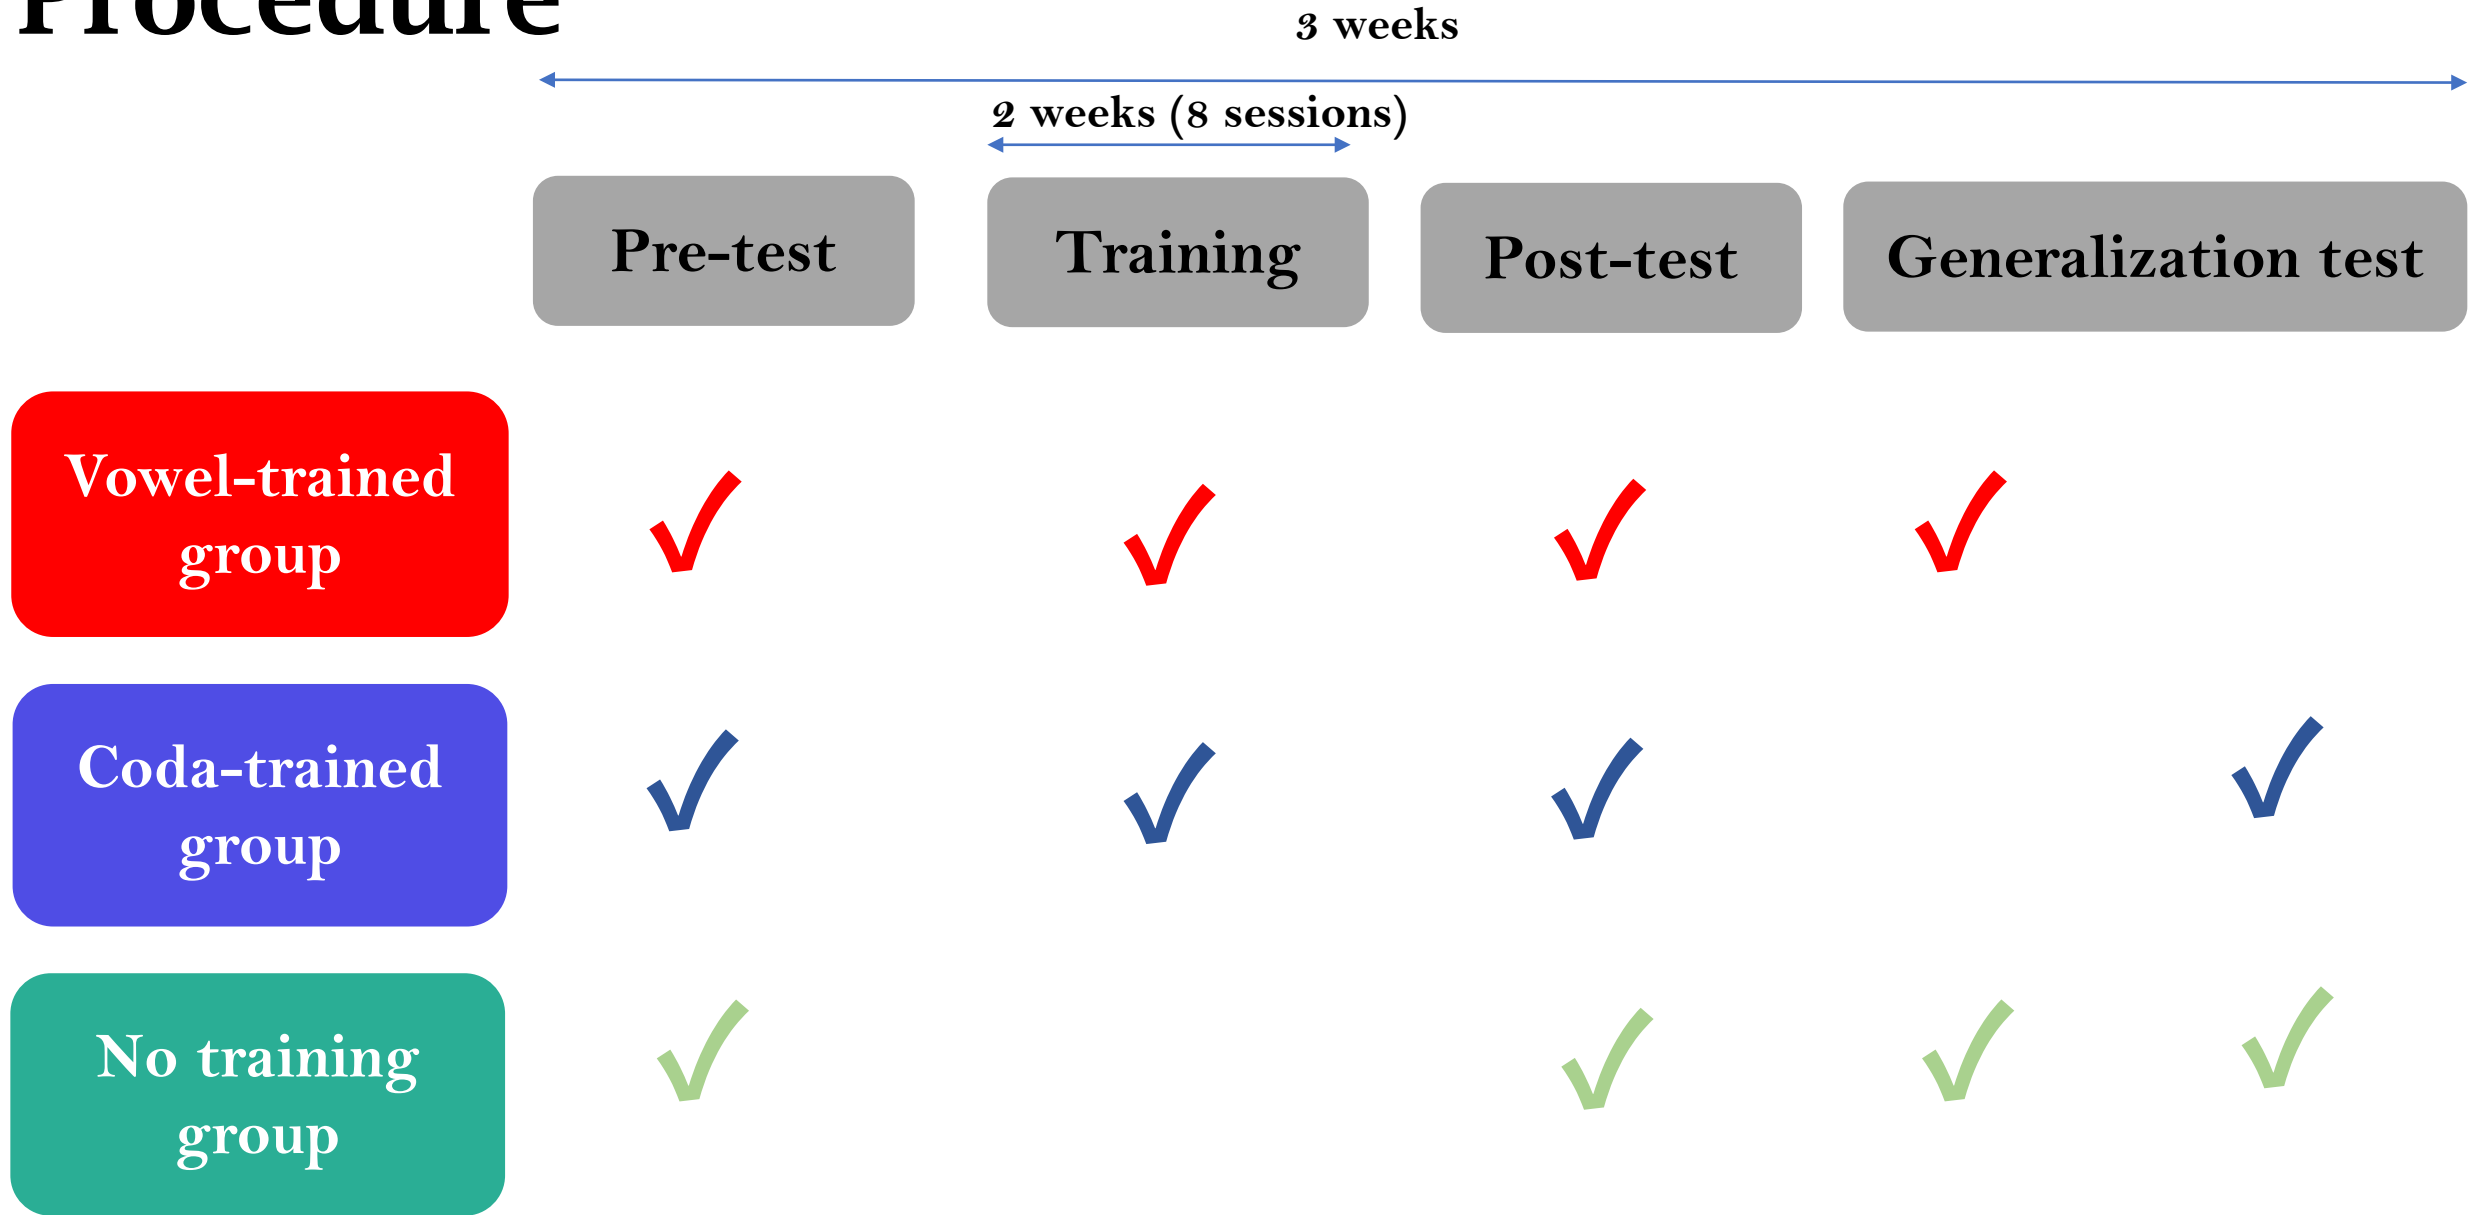 Procedure
3 weeks
2 weeks (8 sessions)
Pre-test
Training
Post-test
Generalization test
Vowel-trained
group
Coda-trained
group
No training
group